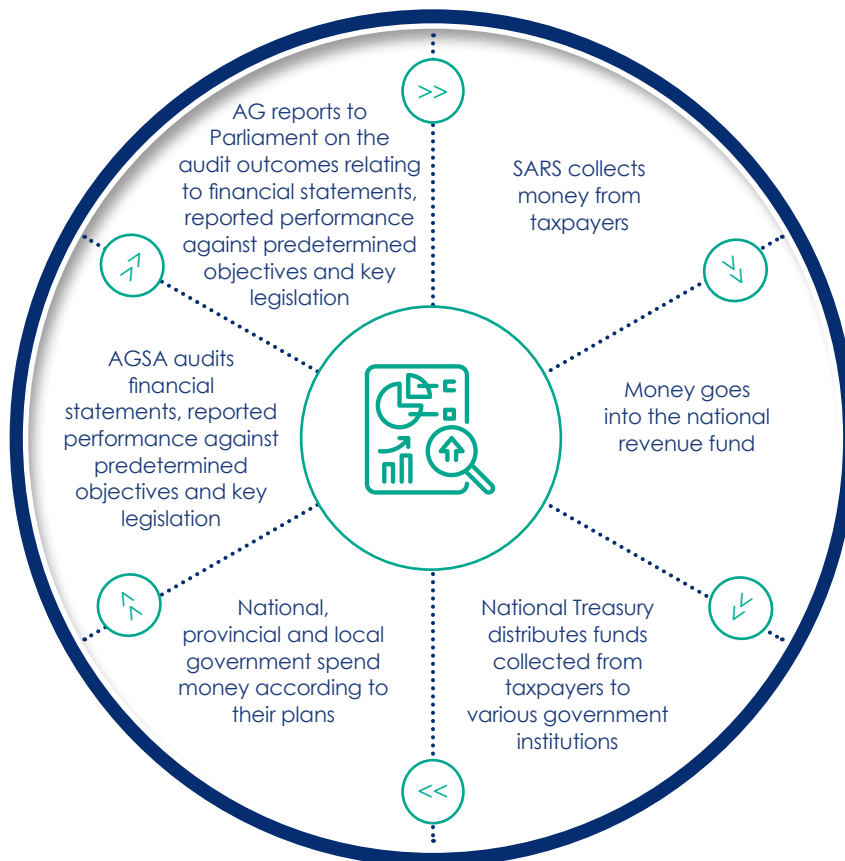 AG reports to
Parliament on the
audit outcomes relating
to financial statements,
reported performance
against predetermined
objectives and key
legislation
>>
SARS collects
money from
taxpayers
>>
Money goes
into the national
revenue fund
>>
National Treasury
distributes funds
collected from
taxpayers to
various government
institutions
<<
National,
provincial and local
government spend
money according to
their plans
<<
AGSA audits
financial
statements, reported
performance against
predetermined
objectives and key
legislation
>>